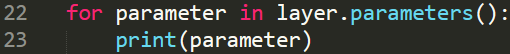 22 for parameter in layer.parameters():
23     print(parameter)